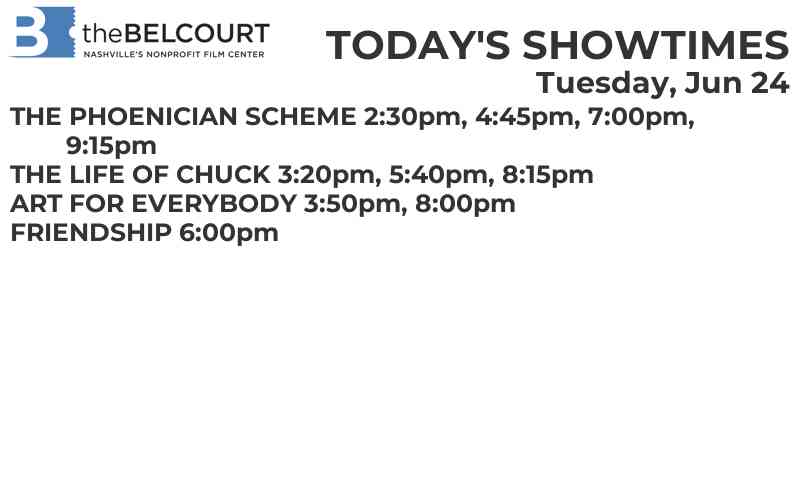 B theBELCOURT
NASHVILLE'S NONPROFIT FILM CENTER
TODAY'S SHOWTIMES
Tuesday, Jun 24
THE PHOENICIAN SCHEME 2:30pm, 4:45pm, 7:00pm,
9:15pm
THE LIFE OF CHUCK 3:20pm, 5:40pm, 8:15pm
ART FOR EVERYBODY 3:50pm, 8:00pm
FRIENDSHIP 6:00pm